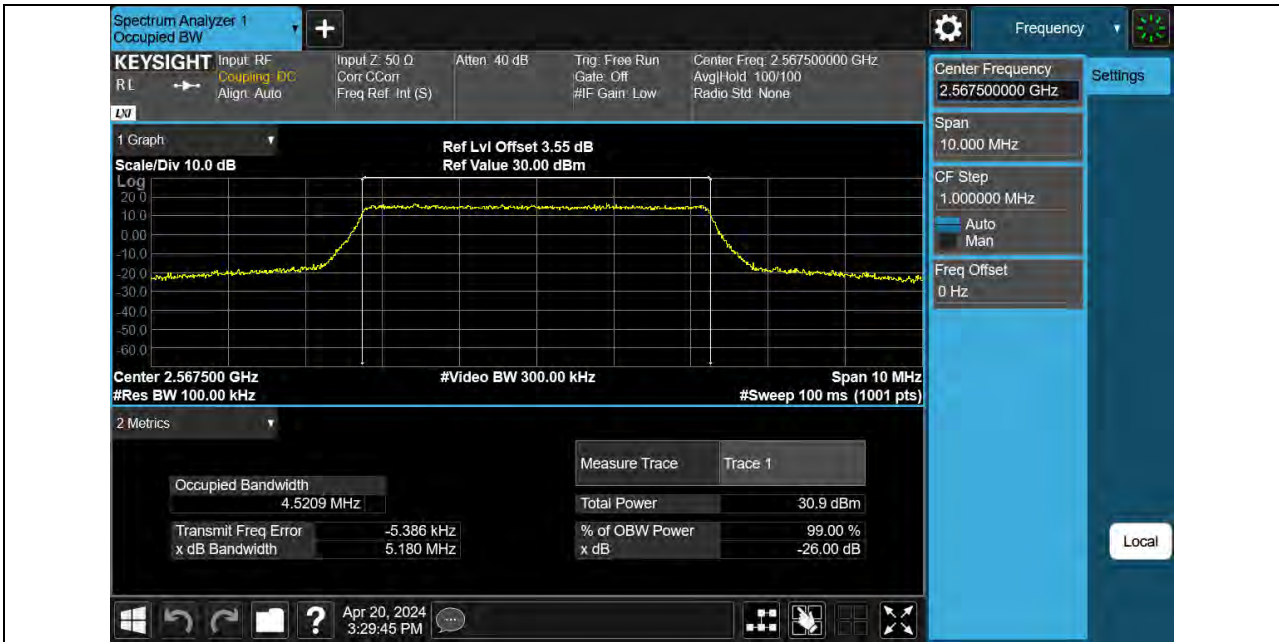 Spectrum Analyzer 1
Occupied BW
Frequency
KEYSIGHT
RL
LXI
Input: RF
Coupling: DC
Align: Auto
Input Z: 50 Ω
Corr CCorr
Freq Ref: Int (S)
Atten: 40 dB
Trig: Free Run
Gate: Off
#IF Gain: Low
Center Freq: 2.567500000 GHz
Avg|Hold: 100/100
Radio Std: None
1 Graph
Scale/Div 10.0 dB
Ref Lvl Offset 3.55 dB
Ref Value 30.00 dBm
Log
20.0
10.0
0.00
-10.0
-20.0
-30.0
-40.0
-50.0
-60.0
Center 2.567500 GHz
#Res BW 100.00 kHz
#Video BW 300.00 kHz
Span 10 MHz
#Sweep 100 ms (1001 pts)
2 Metrics
Occupied Bandwidth
4.5209 MHz
Transmit Freq Error -5.386 kHz
x dB Bandwidth 5.180 MHz
Measure Trace Trace 1
Total Power 30.9 dBm
% of OBW Power 99.00 %
x dB -26.00 dB
Center Frequency
2.567500000 GHz
Span
10.000 MHz
CF Step
1.000000 MHz
Auto
Man
Freq Offset
0 Hz
Settings
Local
?
Apr 20, 2024
3:29:45 PM